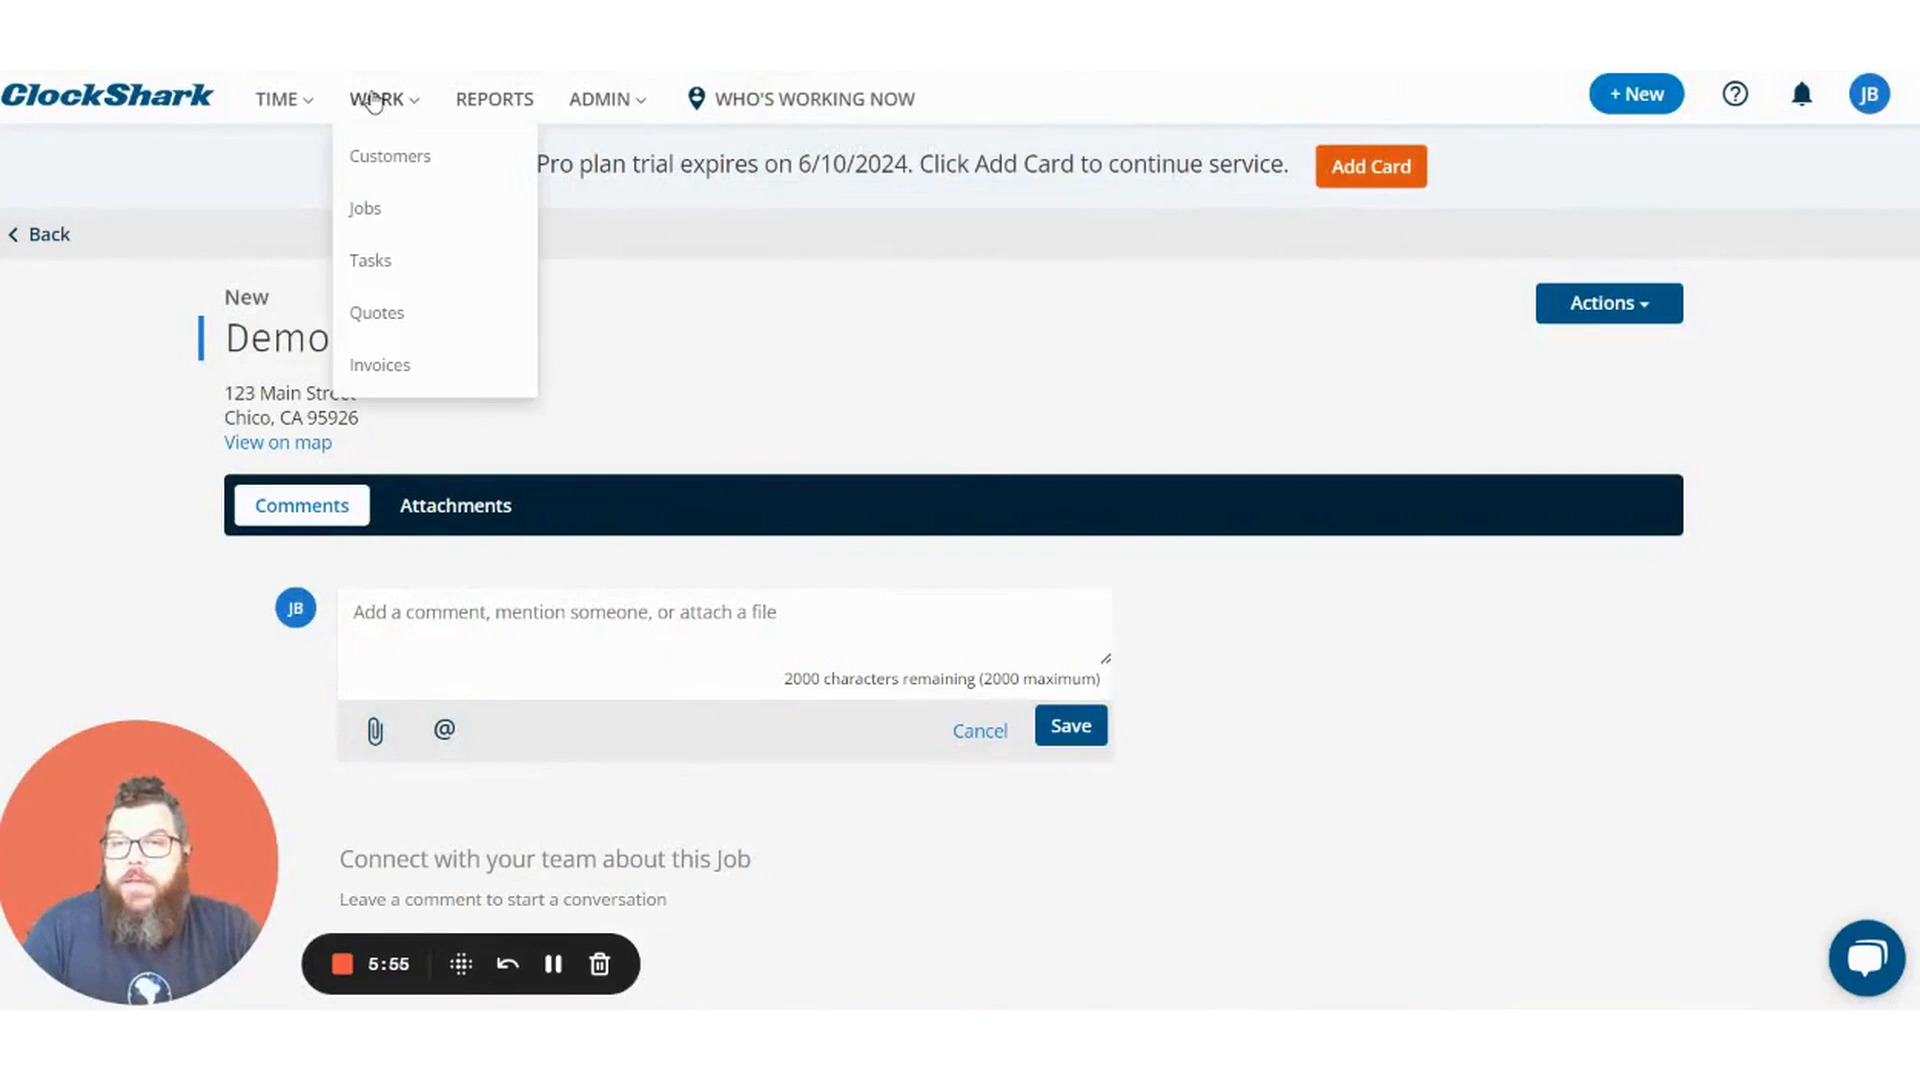 ClockShark TIME WORK REPORTS ADMIN WHO'S WORKING NOW + New JB
Customers
Pro plan trial expires on 6/10/2024. Click Add Card to continue service. Add Card
Jobs
Back
Tasks
New
Actions
Quotes
Demo
Invoices
123 Main Street
Chico, CA 95926
View on map
Comments Attachments
JB
Add a comment, mention someone, or attach a file
2000 characters remaining (2000 maximum)
@ Cancel Save
Connect with your team about this Job
Leave a comment to start a conversation
5:55